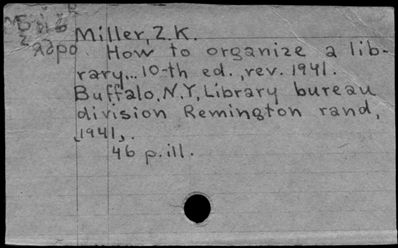 Miller, Z.K.
How to organize a lib-
rary... 10-th ed., rev. 1941.
Buffalo, N.Y, Library bureau
division Remington rand,
1941,.
46 p. ill.